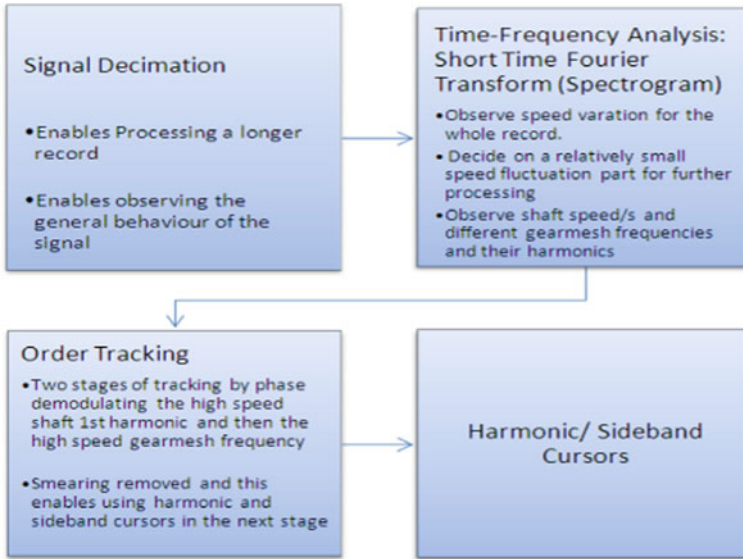 Signal Decimation
•Enables Processing a longer
record
•Enables observing the
general behaviour of the
signal
Time-Frequency Analysis:
Short Time Fourier
Transform (Spectrogram)
•Observe speed varation for the
whole record.
• Decide on a relatively small
speed fluctuation part for further
processing
•Observe shaft speed/s and
different gearmesh frequencies
and their harmonics
Order Tracking
•Two stages of tracking by phase
demodulating the high speed
shaft 1st harmonic and then the
high speed gearmesh frequency
•Smearing removed and this
enables using harmonic and
sideband cursors in the next stage
Harmonic/ Sideband
Cursors